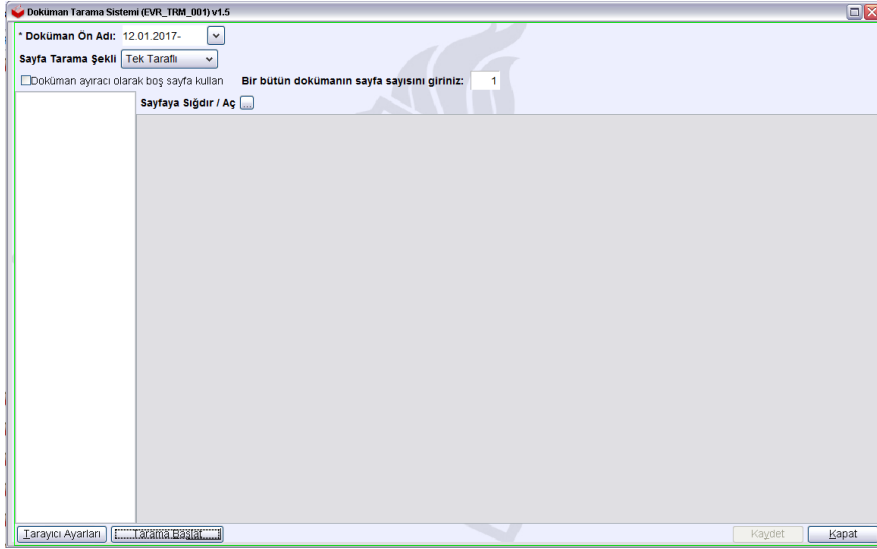 Doküman Tarama Sistemi (EVR_TRM_001) v1.5
* Doküman Ön Adı: 12.01.2017-
Sayfa Tarama Şekli Tek Taraflı
Doküman ayıracı olarak boş sayfa kullan Bir bütün dokümanın sayfa sayısını giriniz: 1
Sayfaya Sığdır / Aç ...
Tarayıcı Ayarları Tarama Başlat Kaydet Kapat